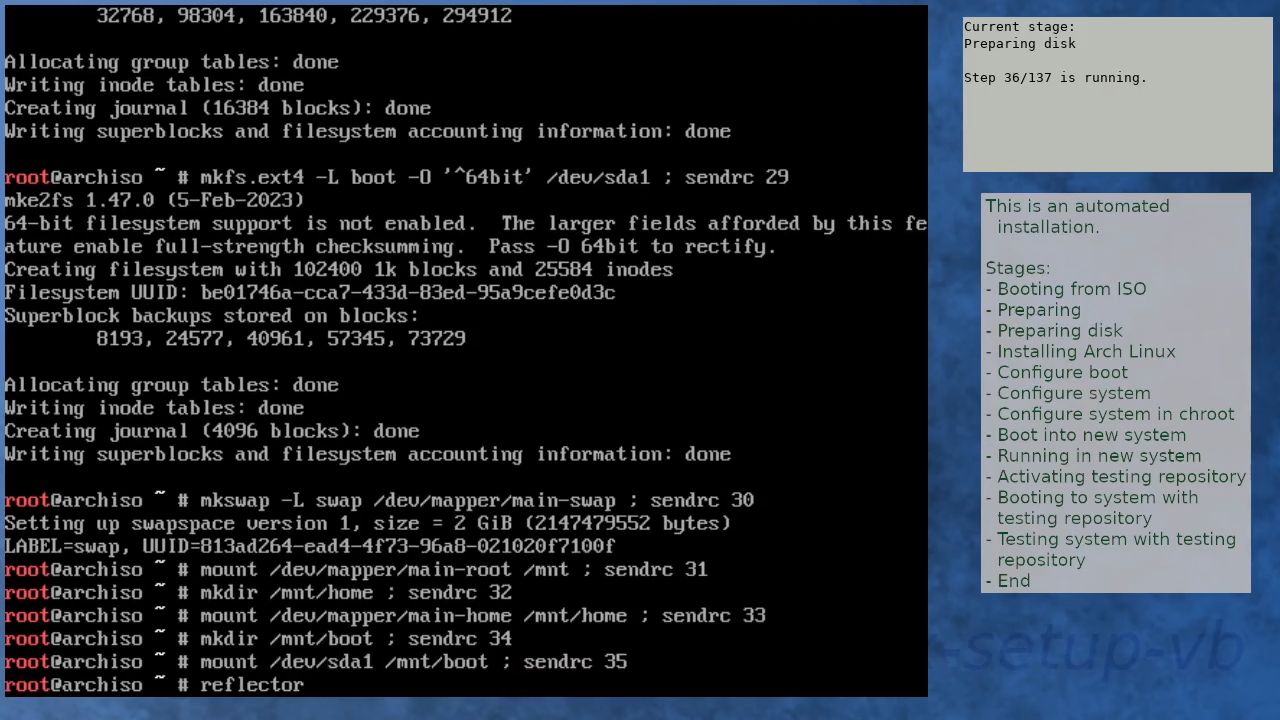 32768, 98304, 163840, 229376, 294912
Allocating group tables: done
Writing inode tables: done
Creating journal (16384 blocks): done
Writing superblocks and filesystem accounting information: done
root@archiso ~ # mkfs.ext4 -L boot -O '^64bit' /dev/sda1 ; sendrc 29
mke2fs 1.47.0 (5-Feb-2023)
64-bit filesystem support is not enabled.  The larger fields afforded by this fe
ature enable full-strength checksumming.  Pass -O 64bit to rectify.
Creating filesystem with 102400 1k blocks and 25584 inodes
Filesystem UUID: be01746a-cca7-433d-83ed-95a9cefe0d3c
Superblock backups stored on blocks:
8193, 24577, 40961, 57345, 73729
Allocating group tables: done
Writing inode tables: done
Creating journal (4096 blocks): done
Writing superblocks and filesystem accounting information: done
root@archiso ~ # mkswap -L swap /dev/mapper/main-swap ; sendrc 30
Setting up swapspace version 1, size = 2 GiB (2147479552 bytes)
LABEL=swap, UUID=813ad264-ead4-4f73-96a8-021020f7100f
root@archiso ~ # mount /dev/mapper/main-root /mnt ; sendrc 31
root@archiso ~ # mkdir /mnt/home ; sendrc 32
root@archiso ~ # mount /dev/mapper/main-home /mnt/home ; sendrc 33
root@archiso ~ # mkdir /mnt/boot ; sendrc 34
root@archiso ~ # mount /dev/sda1 /mnt/boot ; sendrc 35
root@archiso ~ # reflector
Current stage:
Preparing disk
Step 36/137 is running.
This is an automated
installation.
Stages:
- Booting from ISO
- Preparing
- Preparing disk
- Installing Arch Linux
- Configure boot
- Configure system
- Configure system in chroot
- Boot into new system
- Running in new system
- Activating testing repository
- Booting to system with
testing repository
- Testing system with testing
repository
- End
-setup-vb